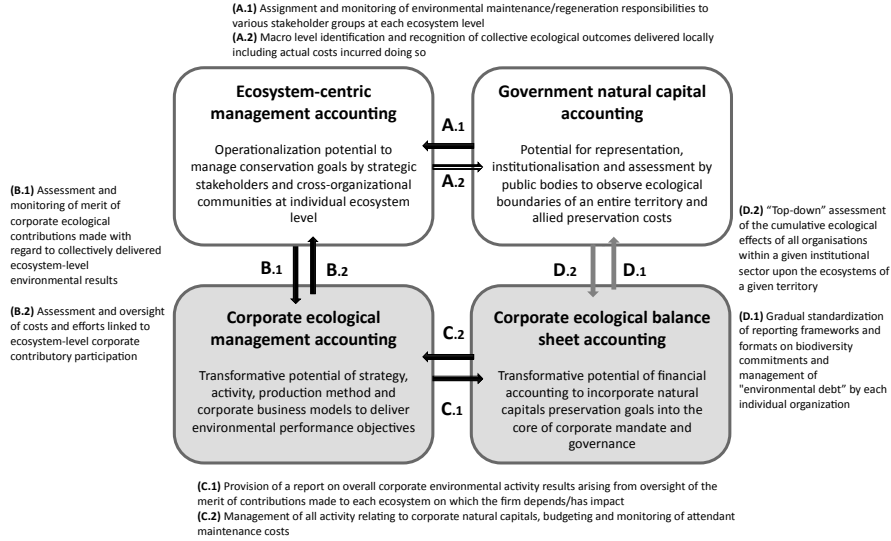 (A.1) Assignment and monitoring of environmental maintenance/regeneration responsibilities to
various stakeholder groups at each ecosystem level
(A.2) Macro level identification and recognition of collective ecological outcomes delivered locally
including actual costs incurred doing so
Ecosystem-centric
management accounting
Operationalization potential to
manage conservation goals by strategic
stakeholders and cross-organizational
communities at individual ecosystem
level
A.1
A.2
Government natural capital
accounting
Potential for representation,
institutionalisation and assessment by
public bodies to observe ecological
boundaries of an entire territory and
allied preservation costs
(B.1) Assessment and
monitoring of merit of
corporate ecological
contributions made with
regard to collectively delivered
ecosystem-level
environmental results
(B.2) Assessment and oversight
of costs and efforts linked to
ecosystem-level corporate
contributory participation
B.1
B.2
D.2
D.1
(D.2) “Top-down” assessment
of the cumulative ecological
effects of all organisations
within a given institutional
sector upon the ecosystems of
a given territory
(D.1) Gradual standardization
of reporting frameworks and
formats on biodiversity
commitments and
management of
"environmental debt" by each
individual organization
Corporate ecological
management accounting
Transformative potential of strategy,
activity, production method and
corporate business models to deliver
environmental performance objectives
C.2
C.1
Corporate ecological balance
sheet accounting
Transformative potential of financial
accounting to incorporate natural
capitals preservation goals into the
core of corporate mandate and
governance
(C.1) Provision of a report on overall corporate environmental activity results arising from oversight of the
merit of contributions made to each ecosystem on which the firm depends/has impact
(C.2) Management of all activity relating to corporate natural capitals, budgeting and monitoring of attendant
maintenance costs